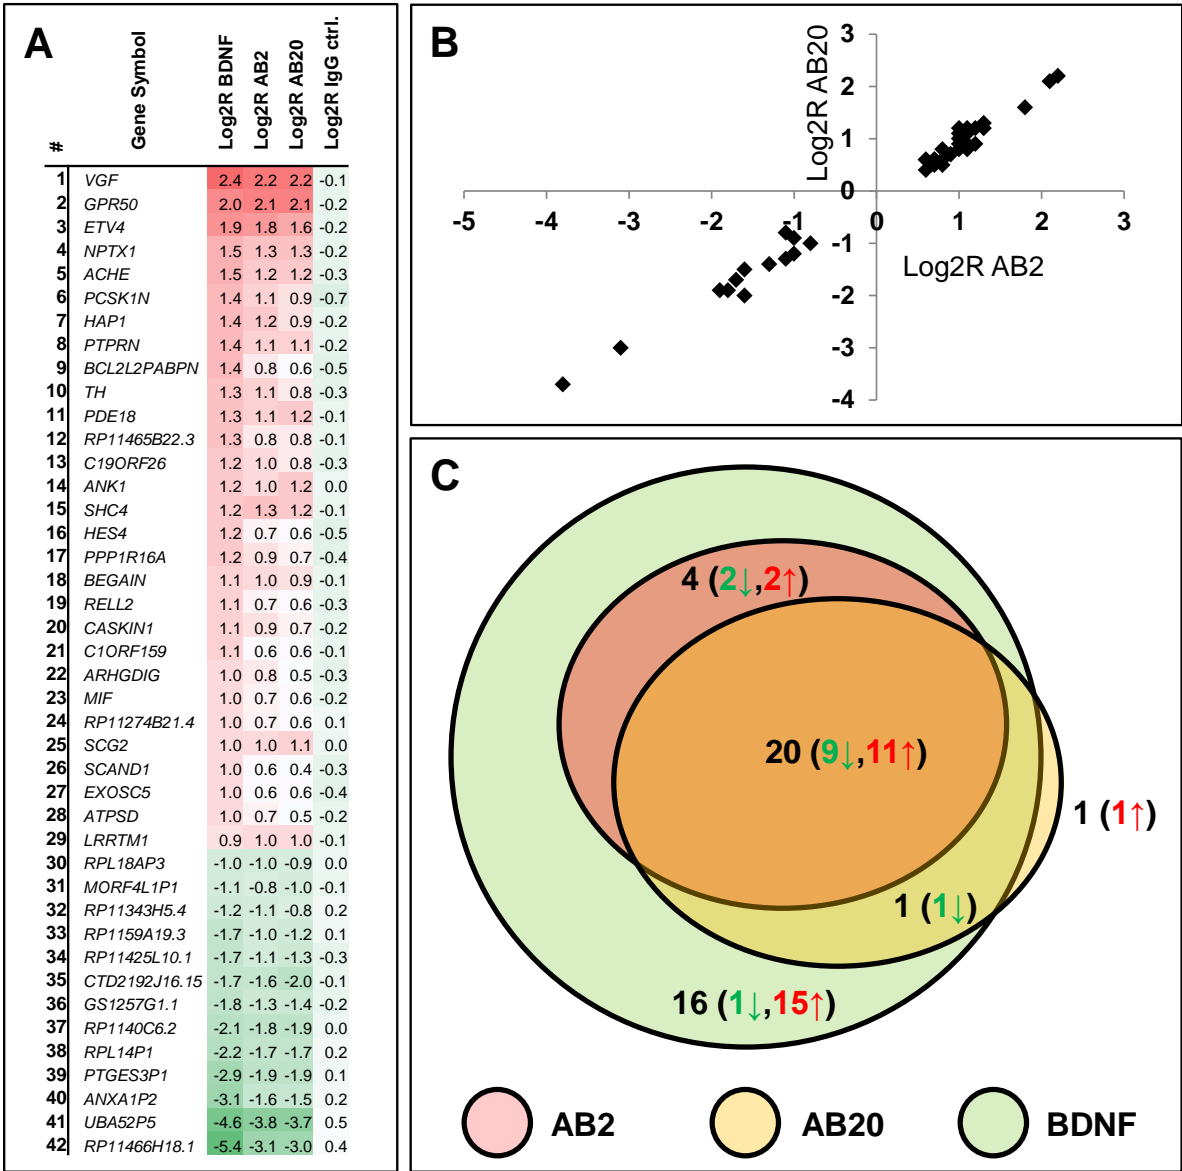 A
#
Gene Symbol
Log2R BDNF
Log2R AB2
Log2R AB20
Log2R IgG ctrl.
1 VGF 2.4 2.2 2.2 -0.1
2 GPR50 2.0 2.1 2.1 -0.2
3 ETV4 1.9 1.8 1.6 -0.2
4 NPTX1 1.5 1.3 1.3 -0.2
5 ACHE 1.5 1.2 1.2 -0.3
6 PCSK1N 1.4 1.1 0.9 -0.7
7 HAP1 1.4 1.2 0.9 -0.2
8 PTPRN 1.4 1.1 1.1 -0.2
9 BCL2L2PABPN 1.4 0.8 0.6 -0.5
10 TH 1.3 1.1 0.8 -0.3
11 PDE18 1.3 1.1 1.2 -0.1
12 RP11465B22.3 1.3 0.8 0.8 -0.1
13 C19ORF26 1.2 1.0 0.8 -0.3
14 ANK1 1.2 1.0 1.2 0.0
15 SHC4 1.2 1.3 1.2 -0.1
16 HES4 1.2 0.7 0.6 -0.5
17 PPP1R16A 1.2 0.9 0.7 -0.4
18 BEGAIN 1.1 1.0 0.9 -0.1
19 RELL2 1.1 0.7 0.6 -0.3
20 CASKIN1 1.1 0.9 0.7 -0.2
21 C1ORF159 1.1 0.6 0.6 -0.1
22 ARHGDIG 1.0 0.8 0.5 -0.3
23 MIF 1.0 0.7 0.6 -0.2
24 RP11274B21.4 1.0 0.7 0.6 0.1
25 SCG2 1.0 1.0 1.1 0.0
26 SCAND1 1.0 0.6 0.4 -0.3
27 EXOSC5 1.0 0.6 0.6 -0.4
28 ATPSD 1.0 0.7 0.5 -0.2
29 LRRTM1 0.9 1.0 1.0 -0.1
30 RPL18AP3 -1.0 -1.0 -0.9 0.0
31 MORF4L1P1 -1.1 -0.8 -1.0 -0.1
32 RP11343H5.4 -1.2 -1.1 -0.8 0.2
33 RP1159A19.3 -1.7 -1.0 -1.2 0.1
34 RP11425L10.1 -1.7 -1.1 -1.3 -0.3
35 CTD2192J16.15 -1.7 -1.6 -2.0 -0.1
36 GS1257G1.1 -1.8 -1.3 -1.4 -0.2
37 RP1140C6.2 -2.1 -1.8 -1.9 0.0
38 RPL14P1 -2.2 -1.7 -1.7 0.2
39 PTGES3P1 -2.9 -1.9 -1.9 0.1
40 ANXA1P2 -3.1 -1.6 -1.5 0.2
41 UBA52P5 -4.6 -3.8 -3.7 0.5
42 RP11466H18.1 -5.4 -3.1 -3.0 0.4
B
Log2R AB20
3
2
1
0
-1
-2
-3
-4
-5 -4 -3 -2 -1 0 1 2 3
Log2R AB2
C
4 (2↓,2↑)
20 (9↓,11↑)
1 (1↑)
1 (1↓)
16 (1↓,15↑)
AB2 AB20 BDNF